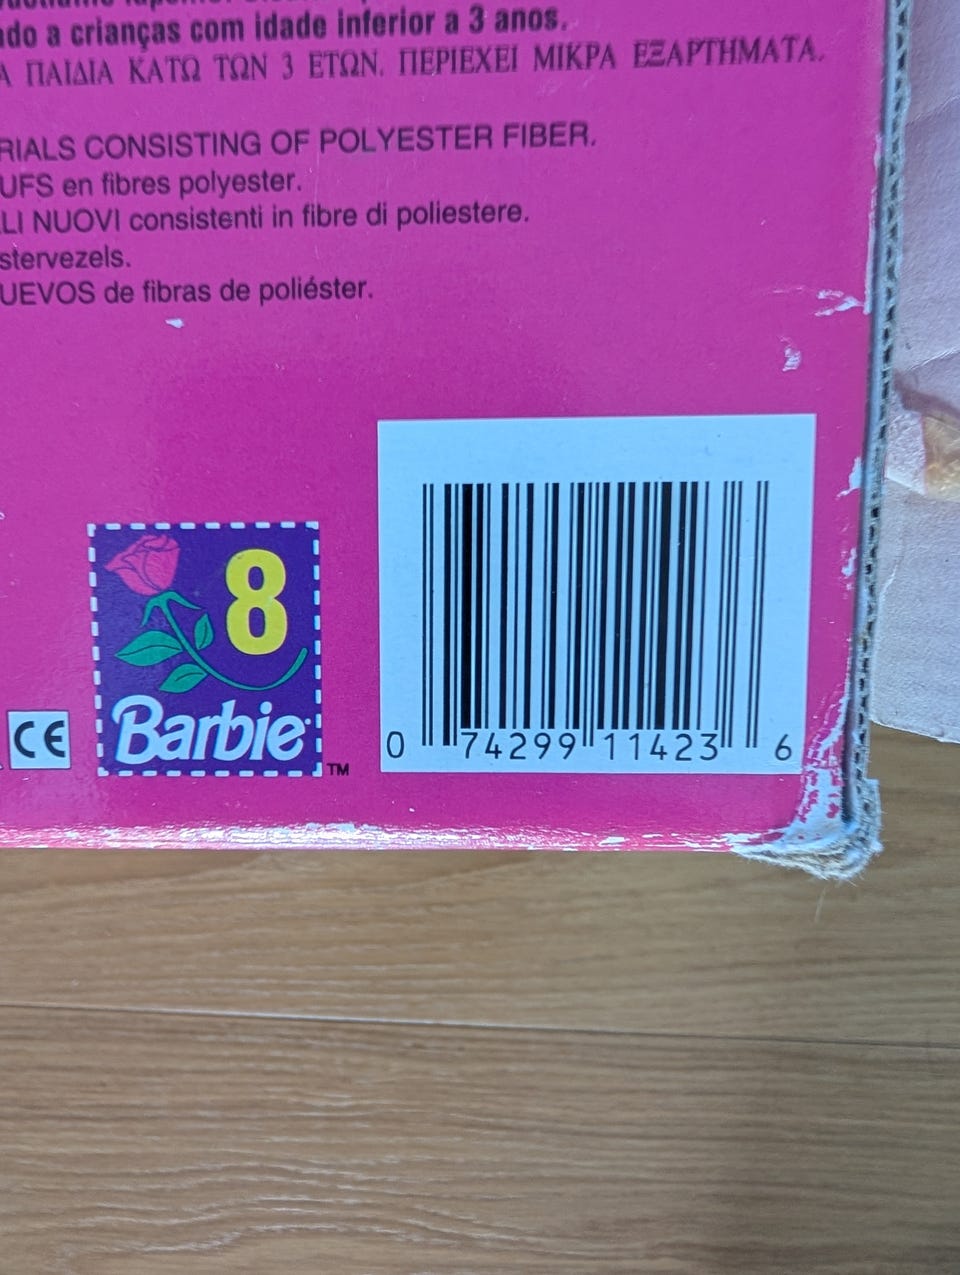 do a crianças com idade inferior a 3 anos.
Α ΠΑΙΔΙΑ ΚΑΤΩ ΤΩΝ 3 ΕΤΩΝ. ΠΕΡΙΕΧΕΙ ΜΙΚΡΑ ΕΞΑΡΤΗΜΑΤΑ.
RIALS CONSISTING OF POLYESTER FIBER.
UFS en fibres polyester.
LI NUOVI consistenti in fibre di poliestere.
stervezels.
UEVOS de fibras de poliéster.
8
CE
Barbie
TM
0 74299 11423 6